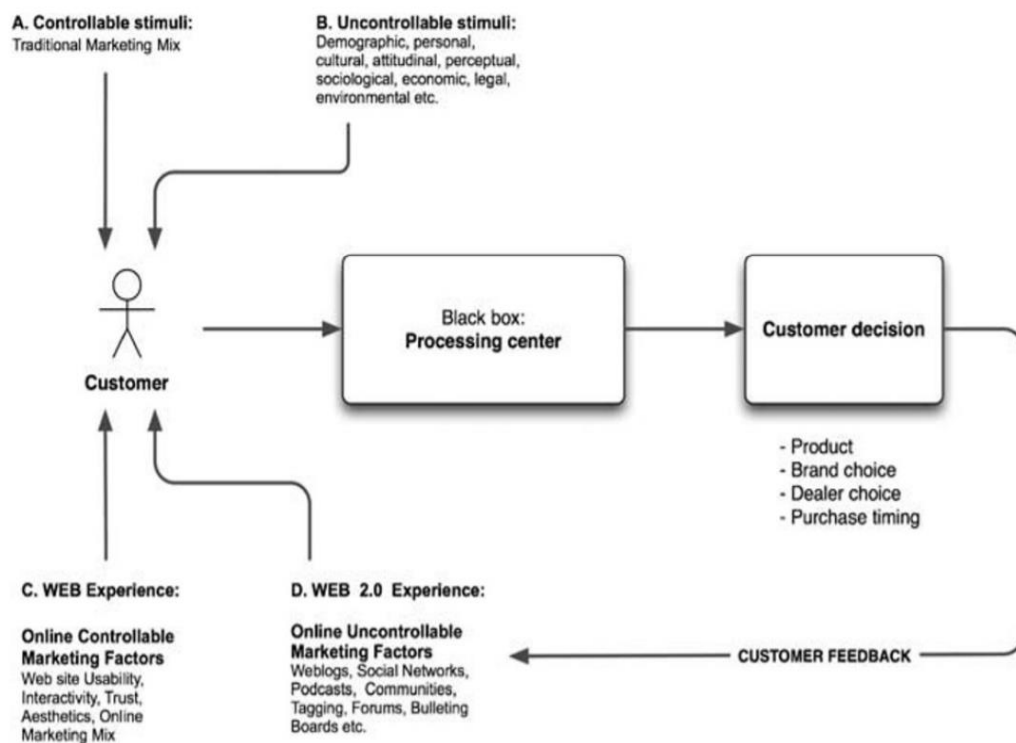 A. Controllable stimuli:
Traditional Marketing Mix
B. Uncontrollable stimuli:
Demographic, personal,
cultural, attitudinal, perceptual,
sociological, economic, legal,
environmental etc.
Customer
Black box:
Processing center
Customer decision
- Product
- Brand choice
- Dealer choice
- Purchase timing
C. WEB Experience:
Online Controllable
Marketing Factors
Web site Usability,
Interactivity, Trust,
Aesthetics, Online
Marketing Mix
D. WEB 2.0 Experience:
Online Uncontrollable
Marketing Factors
Weblogs, Social Networks,
Podcasts, Communities,
Tagging, Forums, Bulleting
Boards etc.
CUSTOMER FEEDBACK